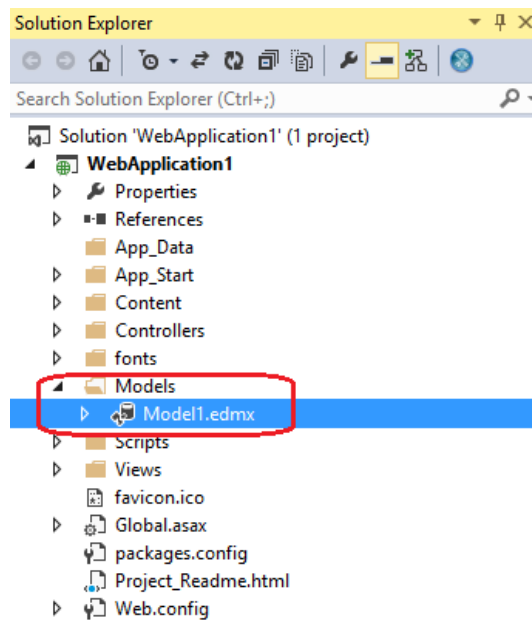 Solution Explorer
Search Solution Explorer (Ctrl+;)
Solution 'WebApplication1' (1 project)
WebApplication1
Properties
References
App_Data
App_Start
Content
Controllers
fonts
Models
Model1.edmx
Scripts
Views
favicon.ico
Global.asax
packages.config
Project_Readme.html
Web.config